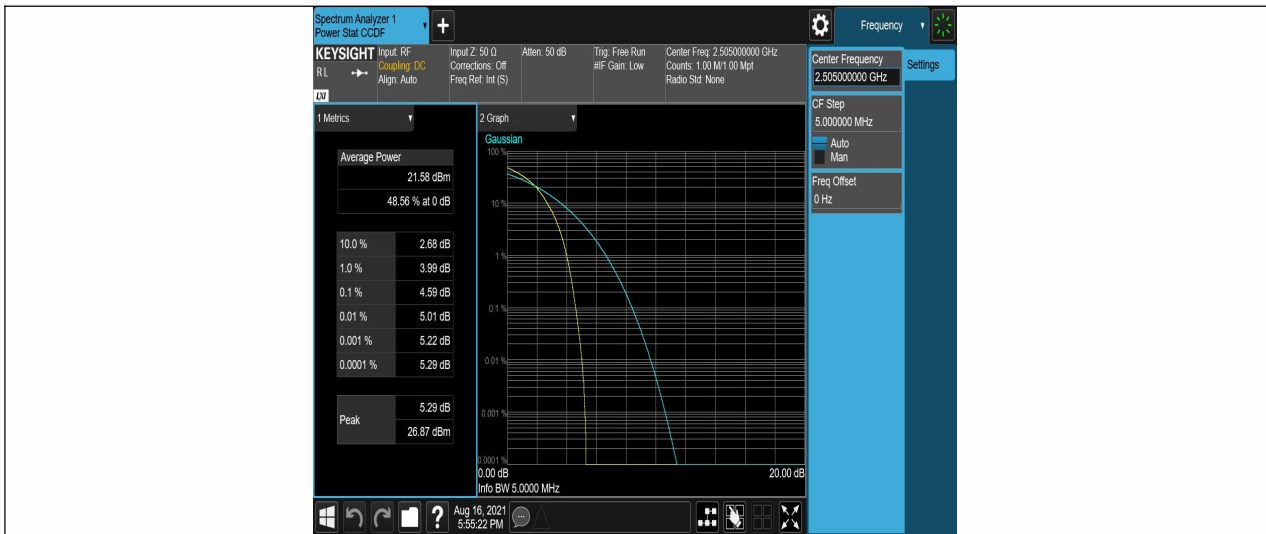 Spectrum Analyzer 1
Power Stat CCDF
+
Frequency
KEYSIGHT
RL
LXI
Input: RF
Coupling: DC
Align: Auto
Input Z: 50 Ω
Corrections: Off
Freq Ref: Int (S)
Atten: 50 dB
Trig: Free Run
#IF Gain: Low
Center Freq: 2.505000000 GHz
Counts: 1.00 M/1.00 Mpt
Radio Std: None
Center Frequency
2.505000000 GHz
Settings
CF Step
5.000000 MHz
Auto
Man
Freq Offset
0 Hz
1 Metrics
Average Power
21.58 dBm
48.56 % at 0 dB
10.0 % 2.68 dB
1.0 % 3.99 dB
0.1 % 4.59 dB
0.01 % 5.01 dB
0.001 % 5.22 dB
0.0001 % 5.29 dB
Peak
5.29 dB
26.87 dBm
2 Graph
Gaussian
100 %
10 %
1 %
0.1 %
0.01 %
0.001 %
0.0001 %
0.00 dB 20.00 dB
Info BW 5.0000 MHz
?
Aug 16, 2021
5:55:22 PM